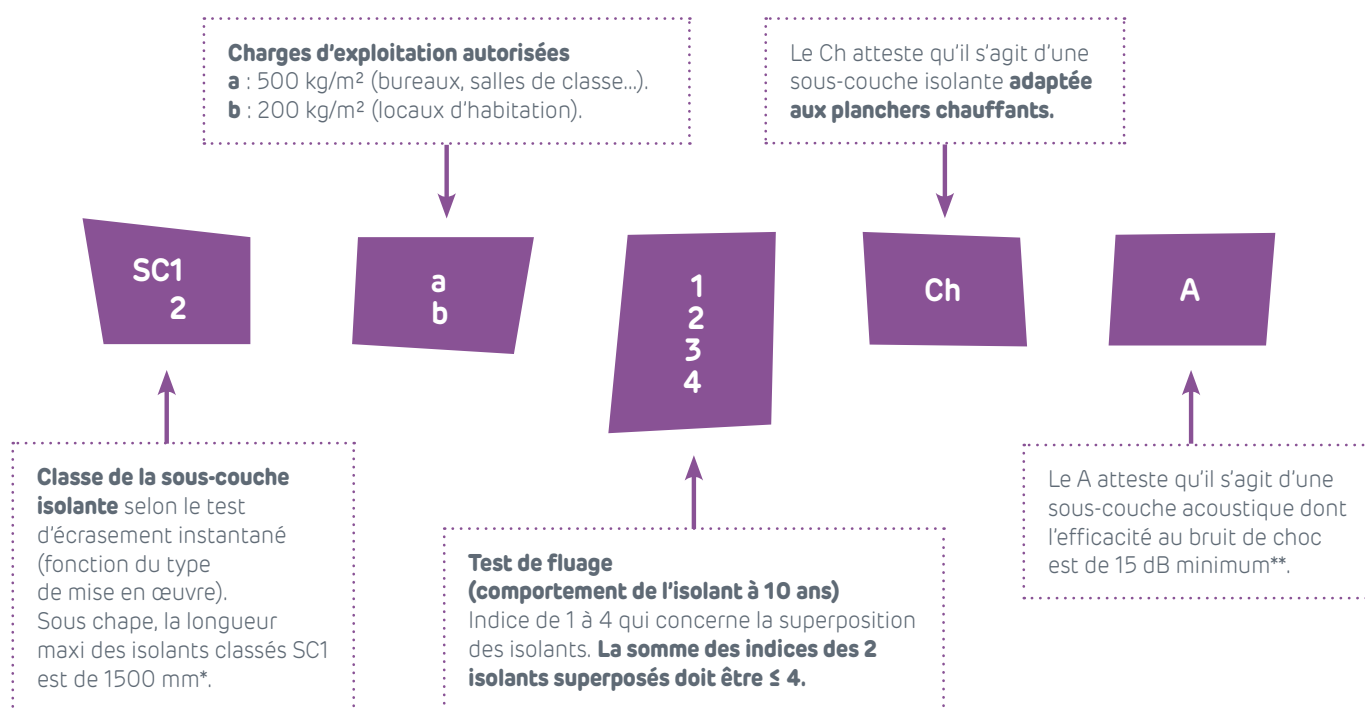 Charges d'exploitation autorisées
a : 500 kg/m² (bureaux, salles de classe...).
b : 200 kg/m² (locaux d'habitation).
Le Ch atteste qu'il s'agit d'une
sous-couche isolante adaptée
aux planchers chauffants.
SC1
2
a
b
1
2
3
4
Ch
A
Classe de la sous-couche
isolante selon le test
d'écrasement instantané
(fonction du type
de mise en œuvre).
Sous chape, la longueur
maxi des isolants classés SC1
est de 1500 mm*.
Test de fluage
(comportement de l'isolant à 10 ans)
Indice de 1 à 4 qui concerne la superposition
des isolants. La somme des indices des 2
isolants superposés doit être ≤ 4.
Le A atteste qu'il s'agit d'une
sous-couche acoustique dont
l'efficacité au bruit de choc
est de 15 dB minimum**.